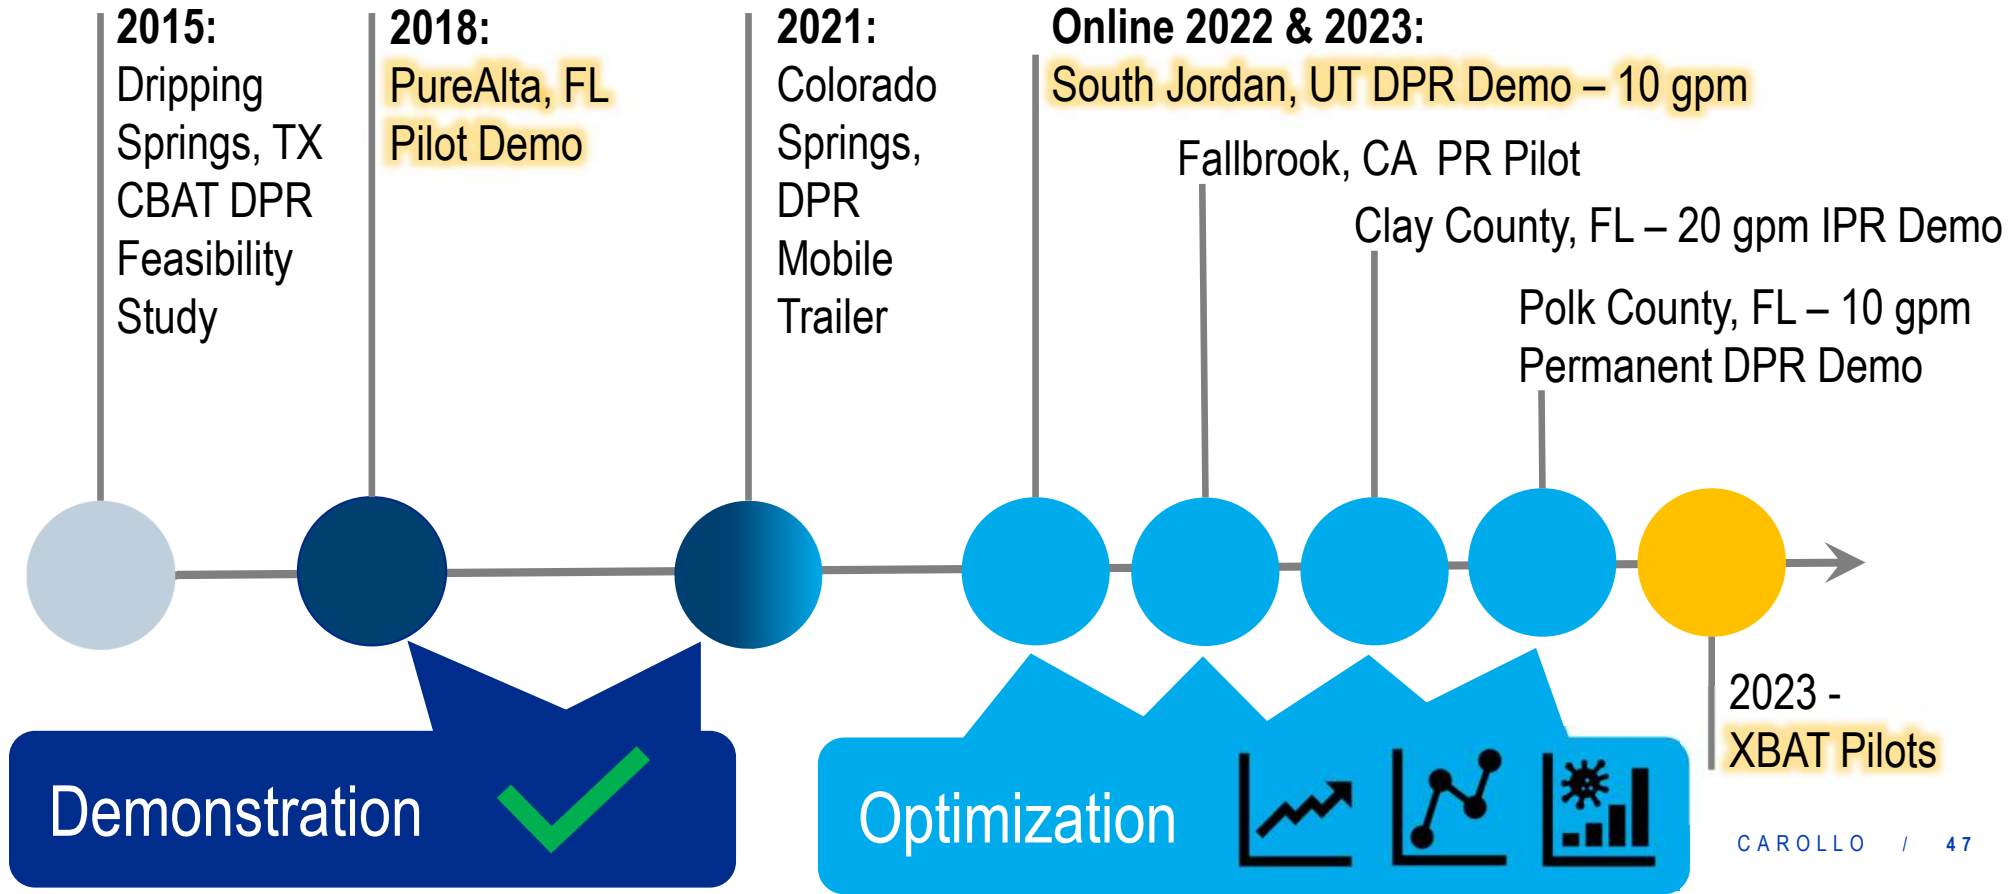 2015:
Dripping
Springs, TX
CBAT DPR
Feasibility
Study
2018:
PureAlta, FL
Pilot Demo
2021:
Colorado
Springs,
DPR
Mobile
Trailer
Online 2022 & 2023:
South Jordan, UT DPR Demo – 10 gpm
Fallbrook, CA  PR Pilot
Clay County, FL – 20 gpm IPR Demo
Polk County, FL – 10 gpm
Permanent DPR Demo
2023 -
XBAT Pilots
Demonstration
Optimization
CAROLLO / 47